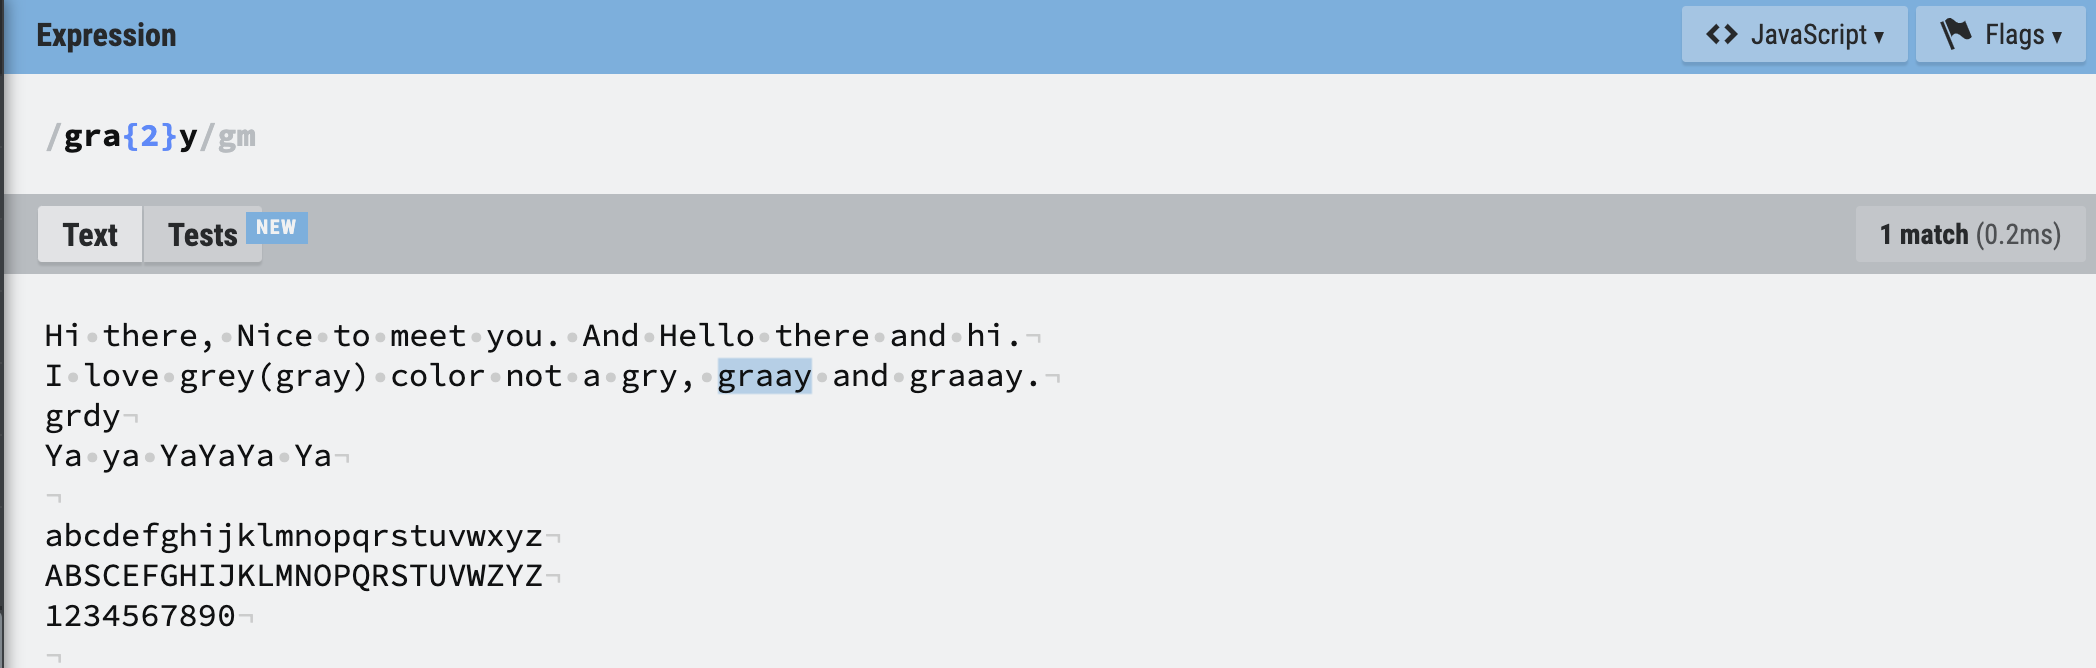 Expression
<> JavaScript ▾
Flags ▾
/gra{2}y/gm
Text
Tests
NEW
1 match (0.2ms)
Hi•there,•Nice•to•meet•you.•And•Hello•there•and•hi.¬
I•love•grey(gray)•color•not•a•gry,•graay•and•graaay.¬
grdy¬
Ya•ya•YaYaYa•Ya¬
¬
abcdefghijklmnopqrstuvwxyz¬
ABSCEFGHIJKLMNOPQRSTUVWZYZ¬
1234567890¬
¬